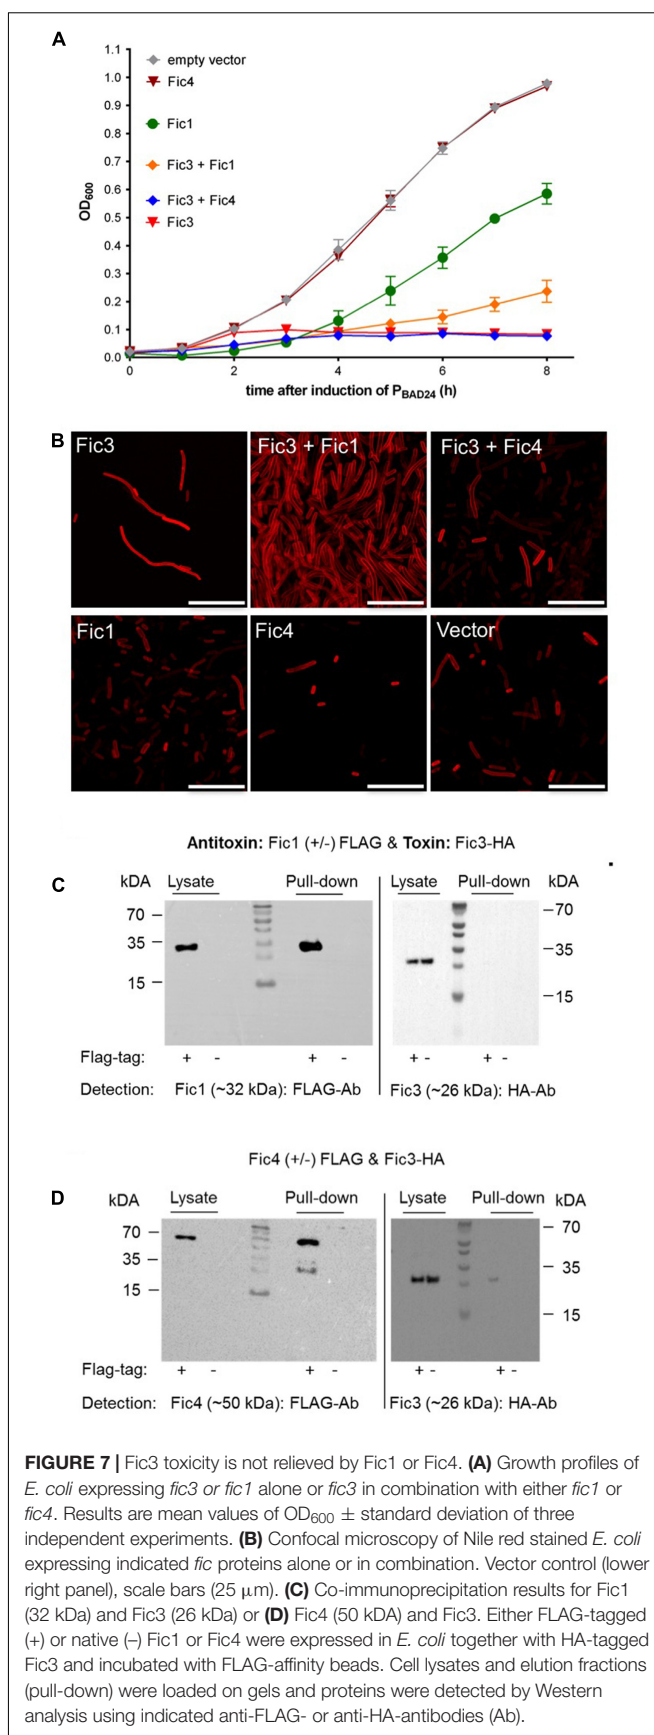 A
1.1
1.0
0.9
0.8
0.7
0.6
0.5
0.4
0.3
0.2
0.1
0.0
OD600
empty vector
Fic4
Fic1
Fic3 + Fic1
Fic3 + Fic4
Fic3
0 2 4 6 8
time after induction of PBAD24 (h)
B
Fic3
Fic3 + Fic1
Fic3 + Fic4
Fic1
Fic4
Vector
Antitoxin: Fic1 (+/-) FLAG & Toxin: Fic3-HA
C
kDA Lysate Pull-down Lysate Pull-down kDA
70 – –70
35 – –35
15 – –15
Flag-tag: + - + - + - + -
Detection: Fic1 (~32 kDa): FLAG-Ab Fic3 (~26 kDa): HA-Ab
Fic4 (+/-) FLAG & Fic3-HA
D
kDA Lysate Pull-down Lysate Pull-down kDA
70 – – 70
35 – – 35
15 – – 15
Flag-tag: + - + - + - + -
Detection: Fic4 (~50 kDa): FLAG-Ab Fic3 (~26 kDa): HA-Ab
FIGURE 7 | Fic3 toxicity is not relieved by Fic1 or Fic4. (A) Growth profiles of
E. coli expressing fic3 or fic1 alone or fic3 in combination with either fic1 or
fic4. Results are mean values of OD600 ± standard deviation of three
independent experiments. (B) Confocal microscopy of Nile red stained E. coli
expressing indicated fic proteins alone or in combination. Vector control (lower
right panel), scale bars (25 μm). (C) Co-immunoprecipitation results for Fic1
(32 kDa) and Fic3 (26 kDa) or (D) Fic4 (50 kDA) and Fic3. Either FLAG-tagged
(+) or native (–) Fic1 or Fic4 were expressed in E. coli together with HA-tagged
Fic3 and incubated with FLAG-affinity beads. Cell lysates and elution fractions
(pull-down) were loaded on gels and proteins were detected by Western
analysis using indicated anti-FLAG- or anti-HA-antibodies (Ab).